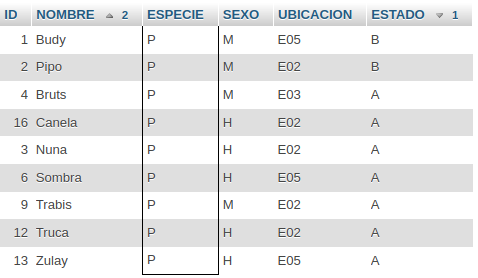 ID NOMBRE 2 ESPECIE SEXO UBICACION ESTADO 1
1 Budy P M E05 B
2 Pipo P M E02 B
4 Bruts P M E03 A
16 Canela P H E02 A
3 Nuna P H E02 A
6 Sombra P H E05 A
9 Trabis P M E02 A
12 Truca P H E02 A
13 Zulay P H E05 A